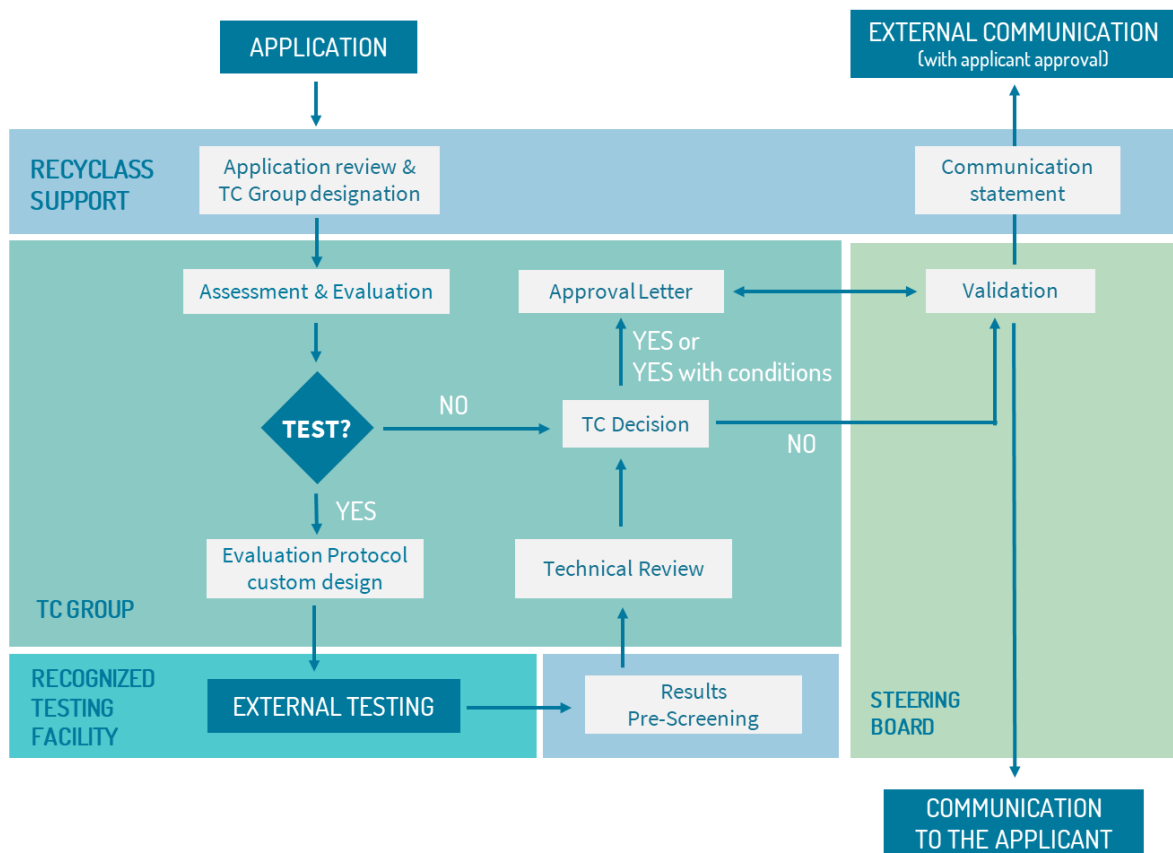 APPLICATION
EXTERNAL COMMUNICATION
(with applicant approval)
RECYCLASS
SUPPORT
Application review &
TC Group designation
Communication
statement
Assessment & Evaluation
Approval Letter
Validation
YES or
YES with conditions
TEST?
NO
TC Decision
NO
YES
Evaluation Protocol
custom design
Technical Review
TC GROUP
RECOGNIZED
TESTING
FACILITY
EXTERNAL TESTING
Results
Pre-Screening
STEERING
BOARD
COMMUNICATION
TO THE APPLICANT